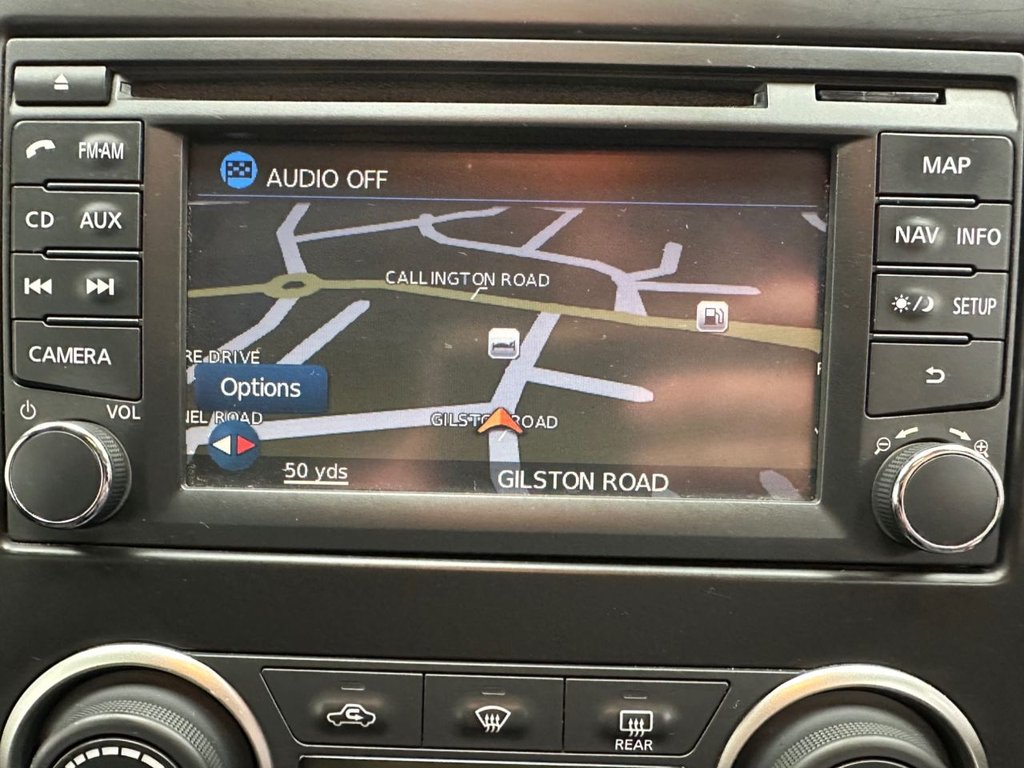 FM·AM
CD AUX
CAMERA
VOL
AUDIO OFF
CALLINGTON ROAD
RE DRIVE
Options
NEL ROAD
GILST ROAD
50 yds
GILSTON ROAD
MAP
NAV INFO
SETUP
REAR